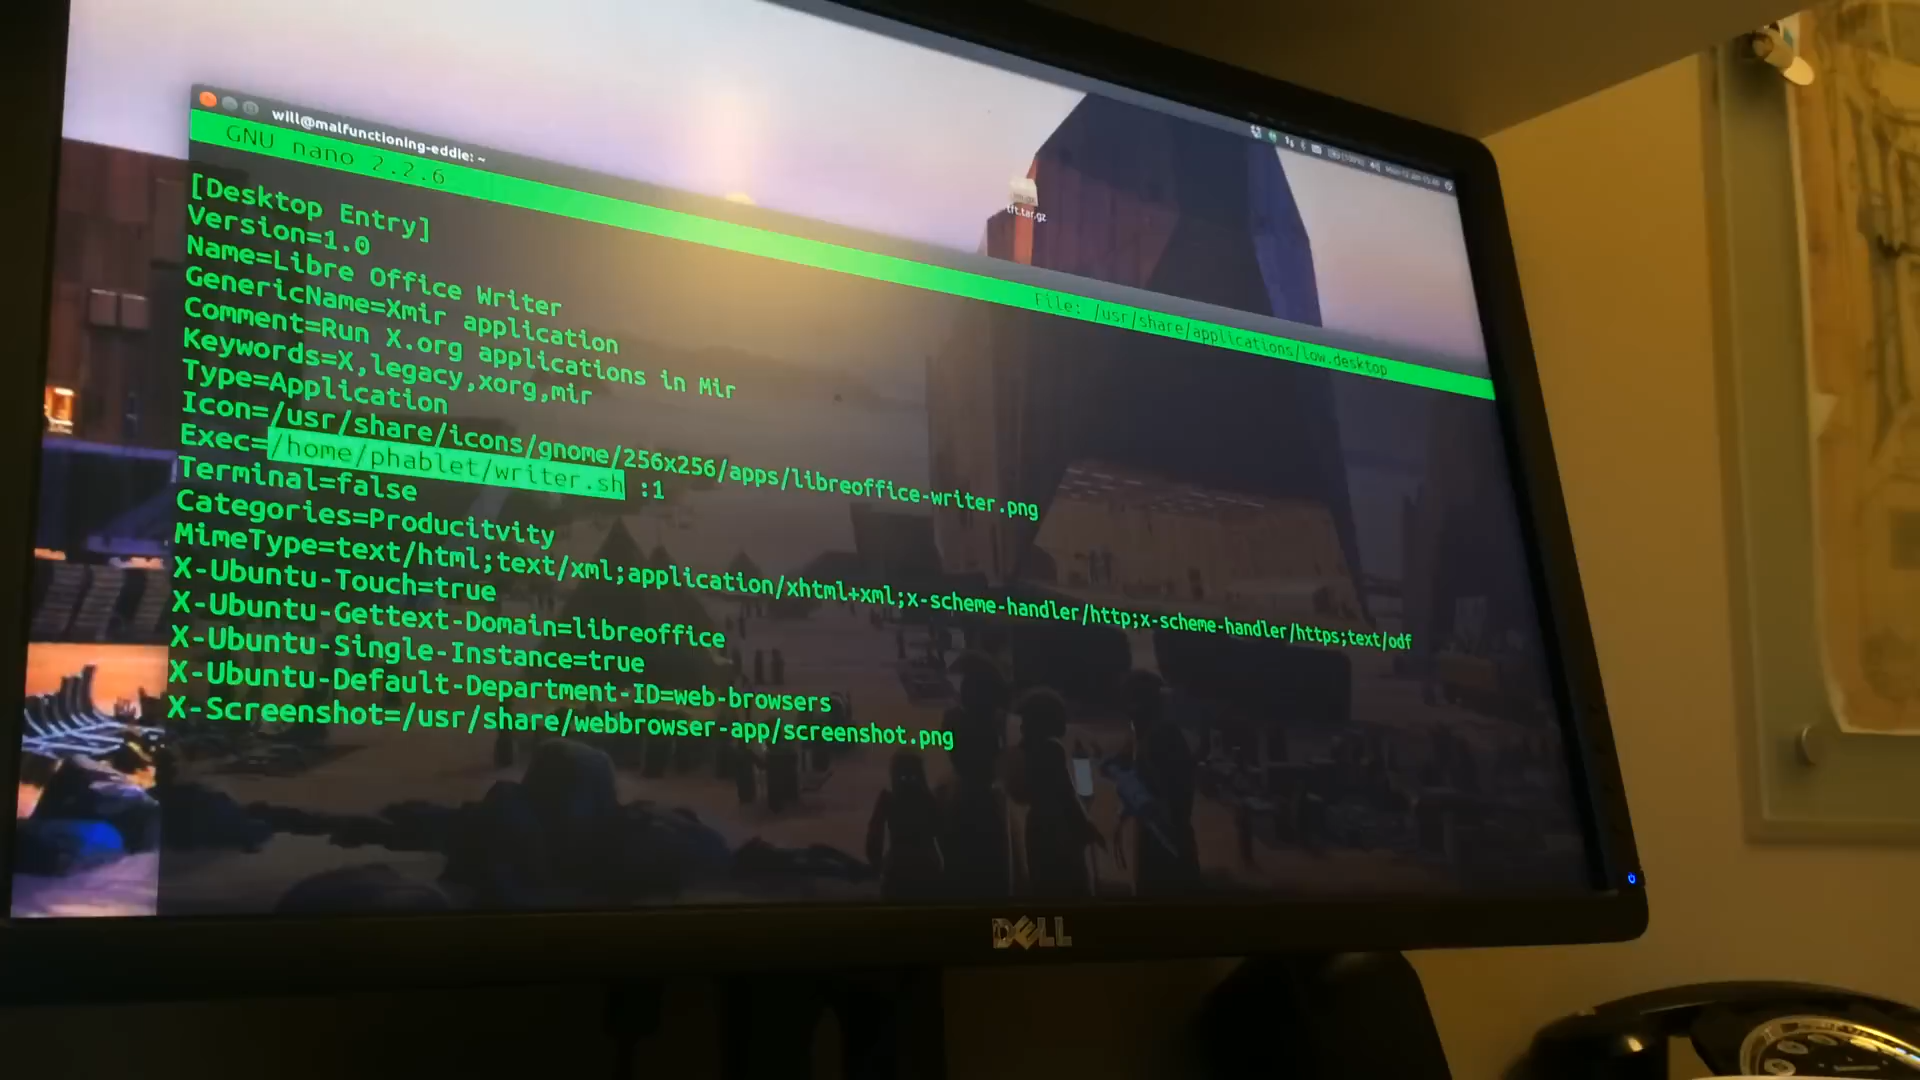 will@malfunctioning-eddie: ~
GNU nano 2.2.6
File: /usr/share/applications/low.desktop
[Desktop Entry]
Version=1.0
Name=Libre Office Writer
GenericName=Xmir application
Comment=Run X.org applications in Mir
Keywords=X,legacy,xorg,mir
Type=Application
Icon=/usr/share/icons/gnome/256x256/apps/libreoffice-writer.png
Exec=/home/phablet/writer.sh :1
Terminal=false
Categories=Producitvity
MimeType=text/html;text/xml;application/xhtml+xml;x-scheme-handler/http;x-scheme-handler/https;text/odf
X-Ubuntu-Touch=true
X-Ubuntu-Gettext-Domain=libreoffice
X-Ubuntu-Single-Instance=true
X-Ubuntu-Default-Department-ID=web-browsers
X-Screenshot=/usr/share/webbrowser-app/screenshot.png
tft.tar.gz
DELL